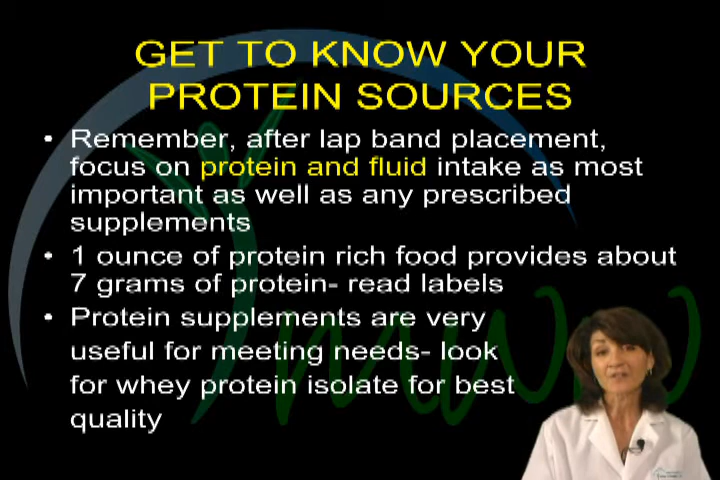 GET TO KNOW YOUR
PROTEIN SOURCES
• Remember, after lap band placement,
focus on protein and fluid intake as most
important as well as any prescribed
supplements
• 1 ounce of protein rich food provides about
7 grams of protein- read labels
• Protein supplements are very
useful for meeting needs- look
for whey protein isolate for best
quality